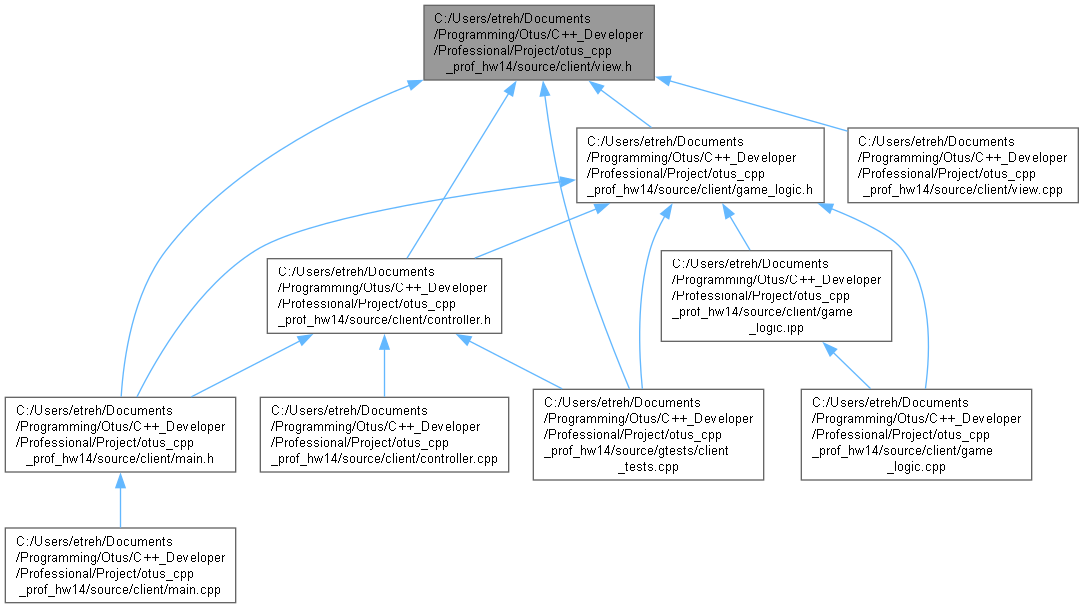 C:/Users/etreh/Documents
/Programming/Otus/C++_Developer
/Professional/Project/otus_cpp
_prof_hw14/source/client/view.h
C:/Users/etreh/Documents
/Programming/Otus/C++_Developer
/Professional/Project/otus_cpp
_prof_hw14/source/client/game_logic.h
C:/Users/etreh/Documents
/Programming/Otus/C++_Developer
/Professional/Project/otus_cpp
_prof_hw14/source/client/view.cpp
C:/Users/etreh/Documents
/Programming/Otus/C++_Developer
/Professional/Project/otus_cpp
_prof_hw14/source/client/controller.h
C:/Users/etreh/Documents
/Programming/Otus/C++_Developer
/Professional/Project/otus_cpp
_prof_hw14/source/client/game
_logic.ipp
C:/Users/etreh/Documents
/Programming/Otus/C++_Developer
/Professional/Project/otus_cpp
_prof_hw14/source/client/main.h
C:/Users/etreh/Documents
/Programming/Otus/C++_Developer
/Professional/Project/otus_cpp
_prof_hw14/source/client/controller.cpp
C:/Users/etreh/Documents
/Programming/Otus/C++_Developer
/Professional/Project/otus_cpp
_prof_hw14/source/gtests/client
_tests.cpp
C:/Users/etreh/Documents
/Programming/Otus/C++_Developer
/Professional/Project/otus_cpp
_prof_hw14/source/client/game
_logic.cpp
C:/Users/etreh/Documents
/Programming/Otus/C++_Developer
/Professional/Project/otus_cpp
_prof_hw14/source/client/main.cpp